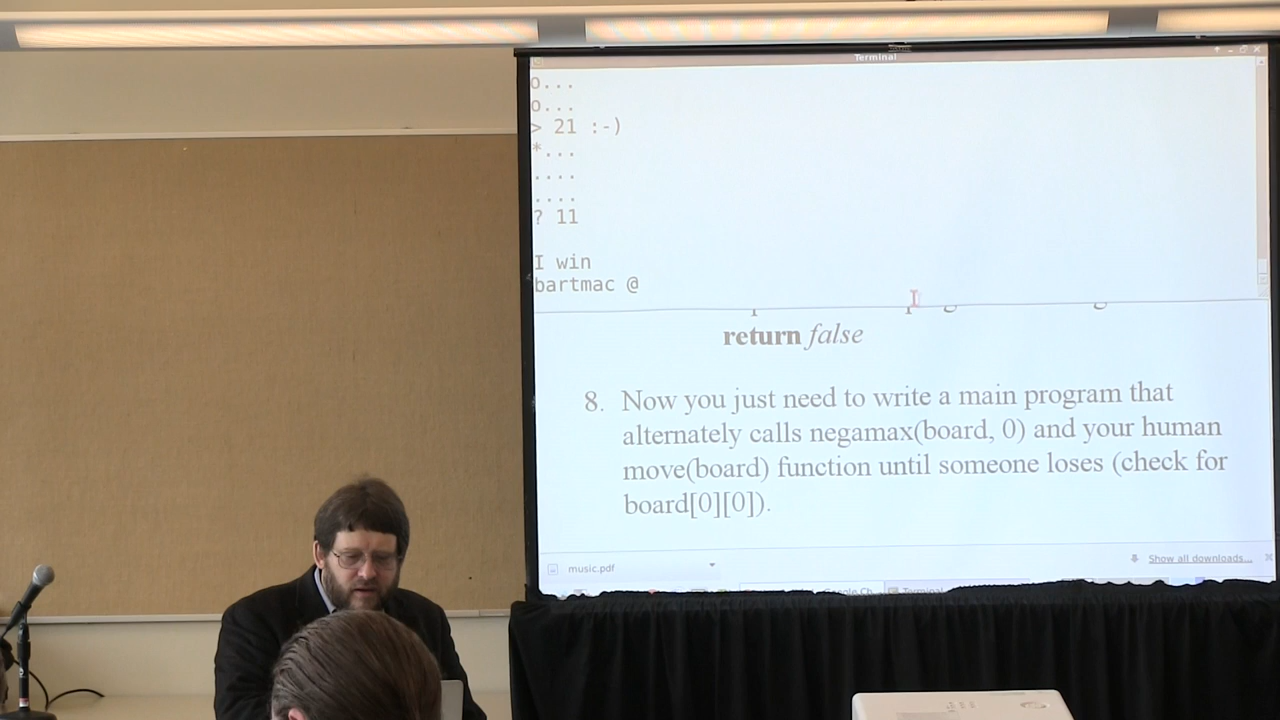 Terminal
o...
o...
> 21 :-)
*...
....
....
? 11
I win
bartmac @
return false
8. Now you just need to write a main program that
alternately calls negamax(board, 0) and your human
move(board) function until someone loses (check for
board[0][0]).
music.pdf
Show all downloads...
Terminal